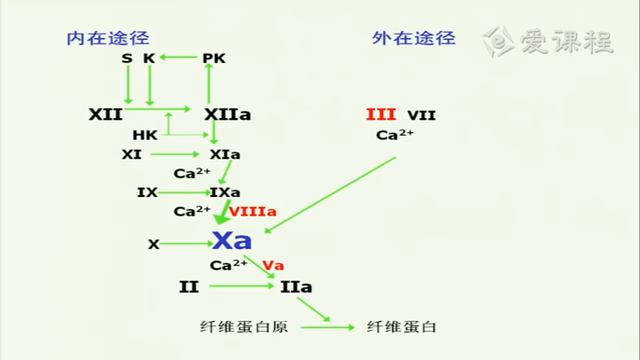 内在途径 外在途径 爱课程
S K PK
XII XIIa III VII
HK Ca²⁺
XI XIa
Ca²⁺
IX IXa
Ca²⁺ VIIIa
X Xa
Ca²⁺ Va
II IIa
纤维蛋白原 纤维蛋白